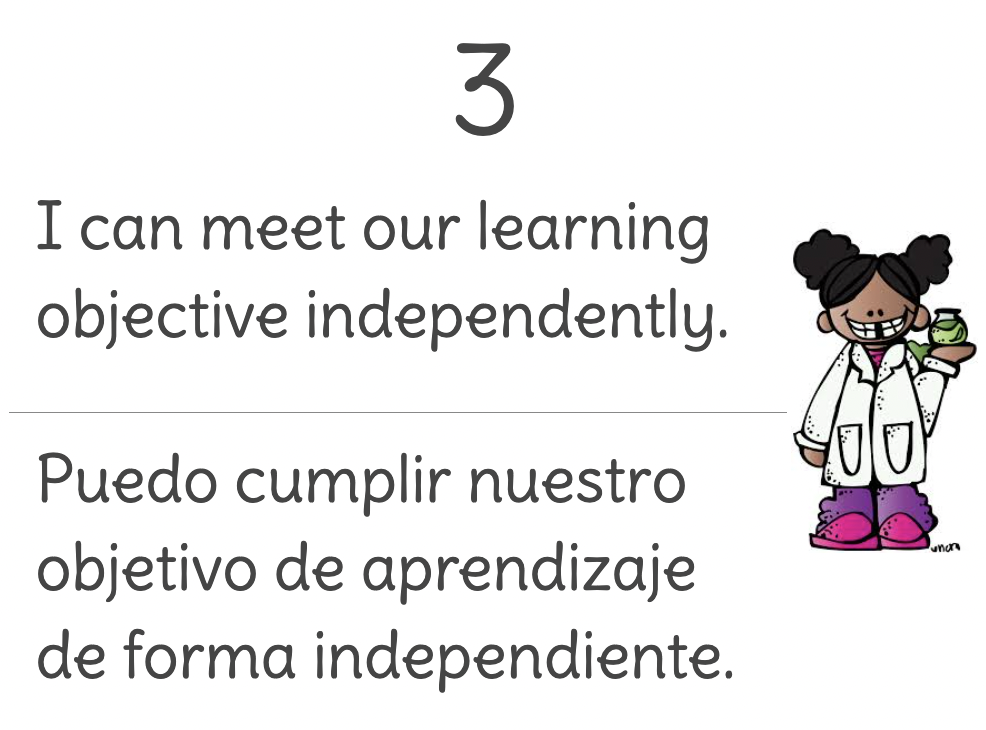 3
I can meet our learning
objective independently.
Puedo cumplir nuestro
objetivo de aprendizaje
de forma independiente.